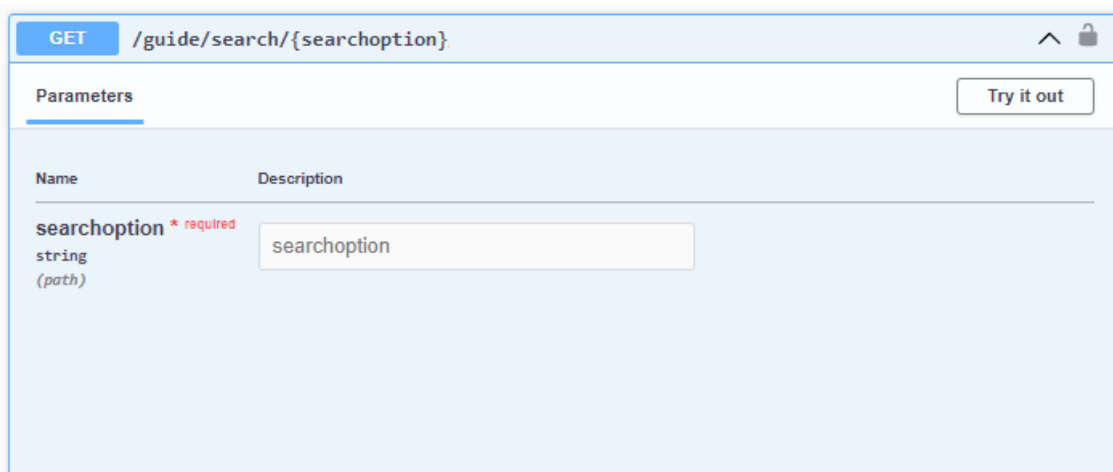 GET /guide/search/{searchoption}
Parameters
Try it out
Name Description
searchoption * required
searchoption
string
(path)